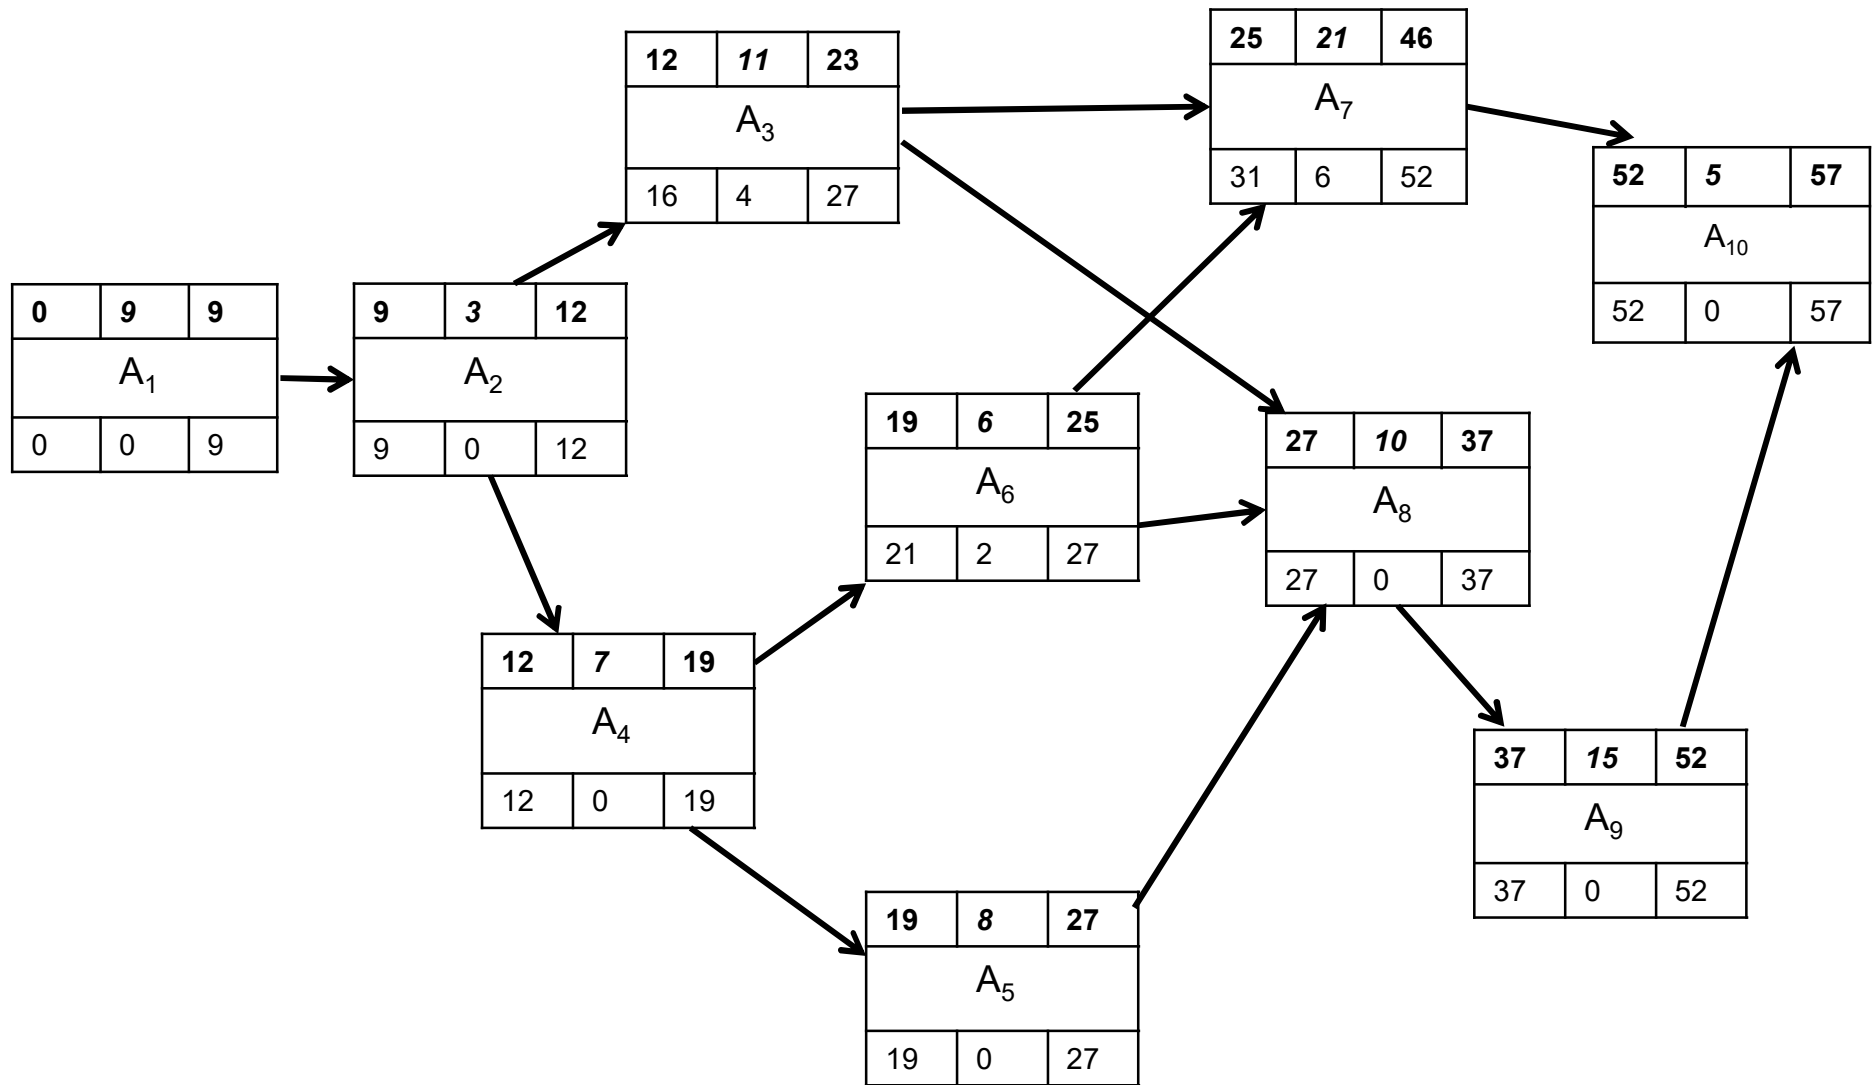 0 9 9
A₁
0 0 9
9 3 12
A₂
9 0 12
12 11 23
A₃
16 4 27
12 7 19
A₄
12 0 19
19 6 25
A₆
21 2 27
19 8 27
A₅
19 0 27
25 21 46
A₇
31 6 52
27 10 37
A₈
27 0 37
37 15 52
A₉
37 0 52
52 5 57
A₁₀
52 0 57